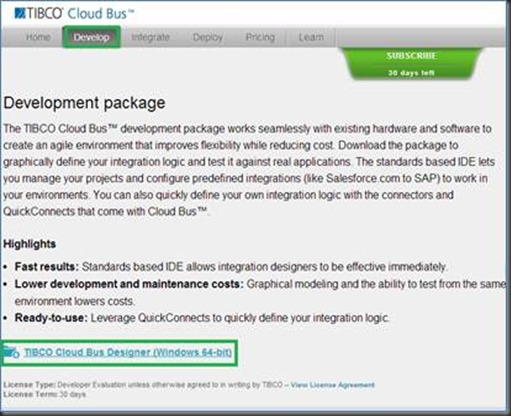 TIBCO Cloud Bus™
Home Develop Integrate Deploy Pricing Learn
SUBSCRIBE
30 days left
Development package
The TIBCO Cloud Bus™ development package works seamlessly with existing hardware and software to
create an agile environment that improves flexibility while reducing cost. Download the package to
graphically define your integration logic and test it against real applications. The standards based IDE lets
you manage your projects and configure predefined integrations (like Salesforce.com to SAP) to work in
your environments. You can also quickly define your own integration logic with the connectors and
QuickConnects that come with Cloud Bus™.
Highlights
• Fast results: Standards based IDE allows integration designers to be effective immediately.
• Lower development and maintenance costs: Graphical modeling and the ability to test from the same
environment lowers costs.
• Ready-to-use: Leverage QuickConnects to quickly define your integration logic.
TIBCO Cloud Bus Designer (Windows 64-bit)
License Type: Developer Evaluation unless otherwise agreed to in writing by TIBCO – View License Agreement
License Term: 30 days